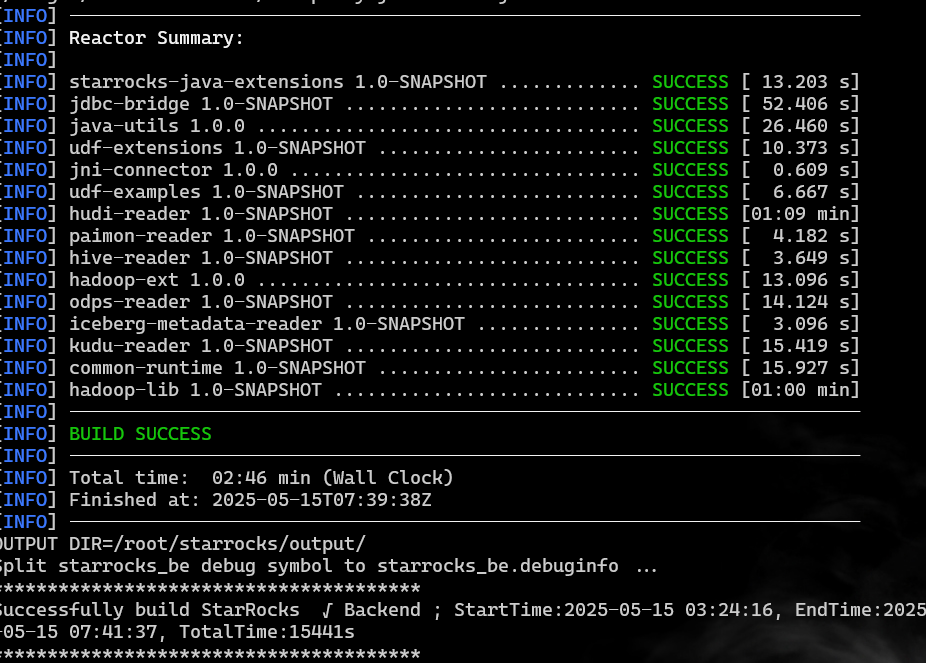 [INFO] ------------------------------------------------------------------------
[INFO] Reactor Summary:
[INFO]
[INFO] starrocks-java-extensions 1.0-SNAPSHOT ............. SUCCESS [ 13.203 s]
[INFO] jdbc-bridge 1.0-SNAPSHOT ........................... SUCCESS [ 52.406 s]
[INFO] java-utils 1.0.0 ................................... SUCCESS [ 26.460 s]
[INFO] udf-extensions 1.0-SNAPSHOT ........................ SUCCESS [ 10.373 s]
[INFO] jni-connector 1.0.0 ................................ SUCCESS [  0.609 s]
[INFO] udf-examples 1.0-SNAPSHOT .......................... SUCCESS [  6.667 s]
[INFO] hudi-reader 1.0-SNAPSHOT ........................... SUCCESS [01:09 min]
[INFO] paimon-reader 1.0-SNAPSHOT ......................... SUCCESS [  4.182 s]
[INFO] hive-reader 1.0-SNAPSHOT ........................... SUCCESS [  3.649 s]
[INFO] hadoop-ext 1.0.0 ................................... SUCCESS [ 13.096 s]
[INFO] odps-reader 1.0-SNAPSHOT ........................... SUCCESS [ 14.124 s]
[INFO] iceberg-metadata-reader 1.0-SNAPSHOT ............... SUCCESS [  3.096 s]
[INFO] kudu-reader 1.0-SNAPSHOT ........................... SUCCESS [ 15.419 s]
[INFO] common-runtime 1.0-SNAPSHOT ........................ SUCCESS [ 15.927 s]
[INFO] hadoop-lib 1.0-SNAPSHOT ............................ SUCCESS [01:00 min]
[INFO] ------------------------------------------------------------------------
[INFO] BUILD SUCCESS
[INFO] ------------------------------------------------------------------------
[INFO] Total time:  02:46 min (Wall Clock)
[INFO] Finished at: 2025-05-15T07:39:38Z
[INFO] ------------------------------------------------------------------------
OUTPUT DIR=/root/starrocks/output/
Split starrocks_be debug symbol to starrocks_be.debuginfo ...
***************************************
Successfully build StarRocks  √ Backend ; StartTime:2025-05-15 03:24:16, EndTime:2025
-05-15 07:41:37, TotalTime:15441s
***************************************